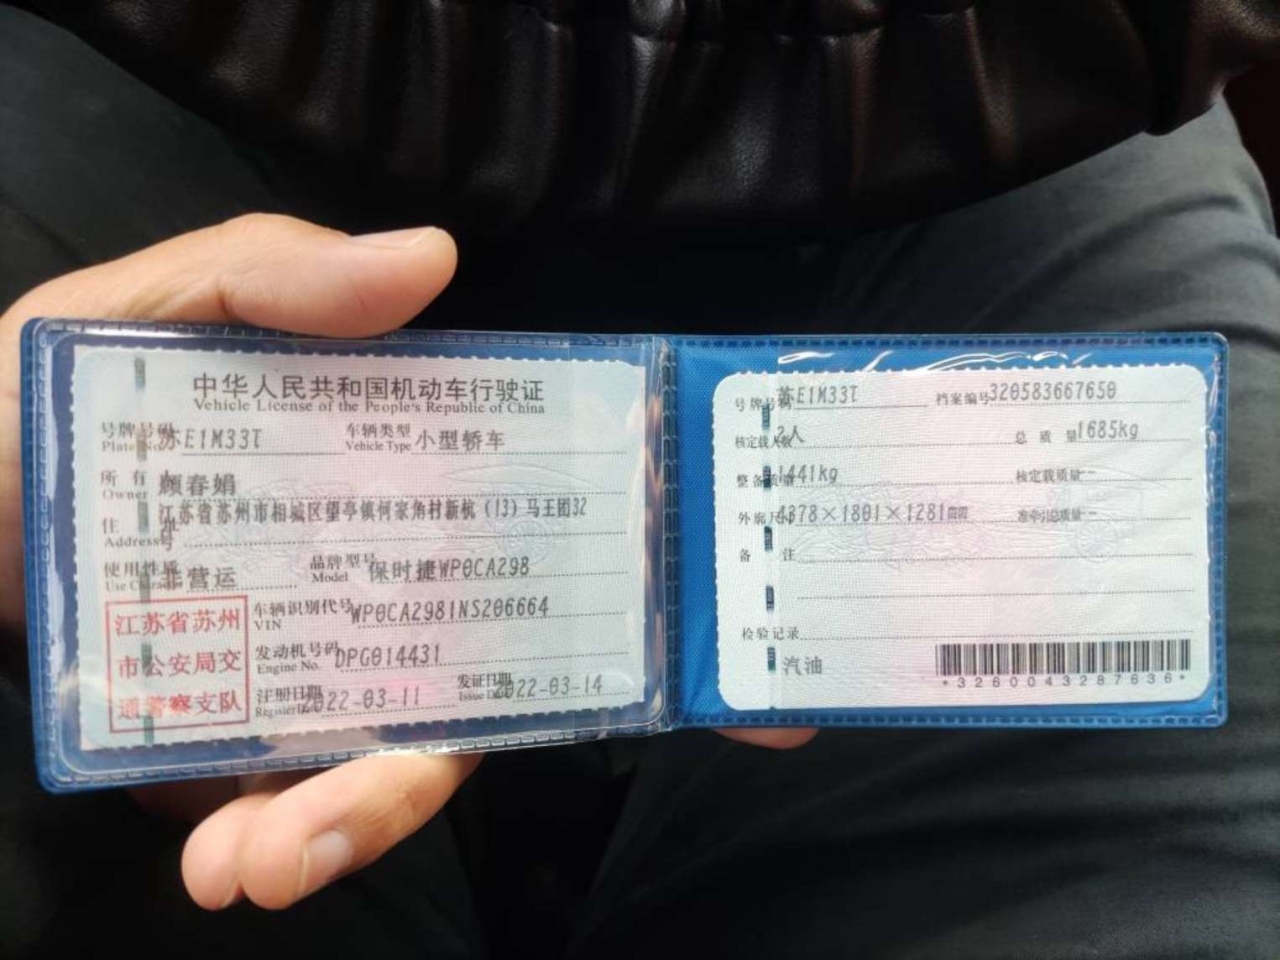 中华人民共和国机动车行驶证
Vehicle License of the People's Republic of China
号牌号码 苏E1M33T 车辆类型 小型轿车
Plate No. Vehicle Type
所有人 顾春娟
Owner
住址 江苏省苏州市相城区望亭镇何家角村新杭(13)马王团32
Address 号
使用性质 非营运 品牌型号 保时捷WP0CA298
Use Character Model
江苏省苏州
市公安局交
通警察支队
车辆识别代号 WP0CA2981NS206664
VIN
发动机号码 DPG014431
Engine No.
注册日期 2022-03-11 发证日期 2022-03-14
Register Date Issue Date
号牌号码 苏E1M33T 档案编号 320583667650
核定载人数 2人 总质量 1685kg
整备质量 1441kg 核定载质量 --
外廓尺寸 4378×1801×1281mm 准牵引总质量 --
备注
检验记录
汽油
*3260043287636*